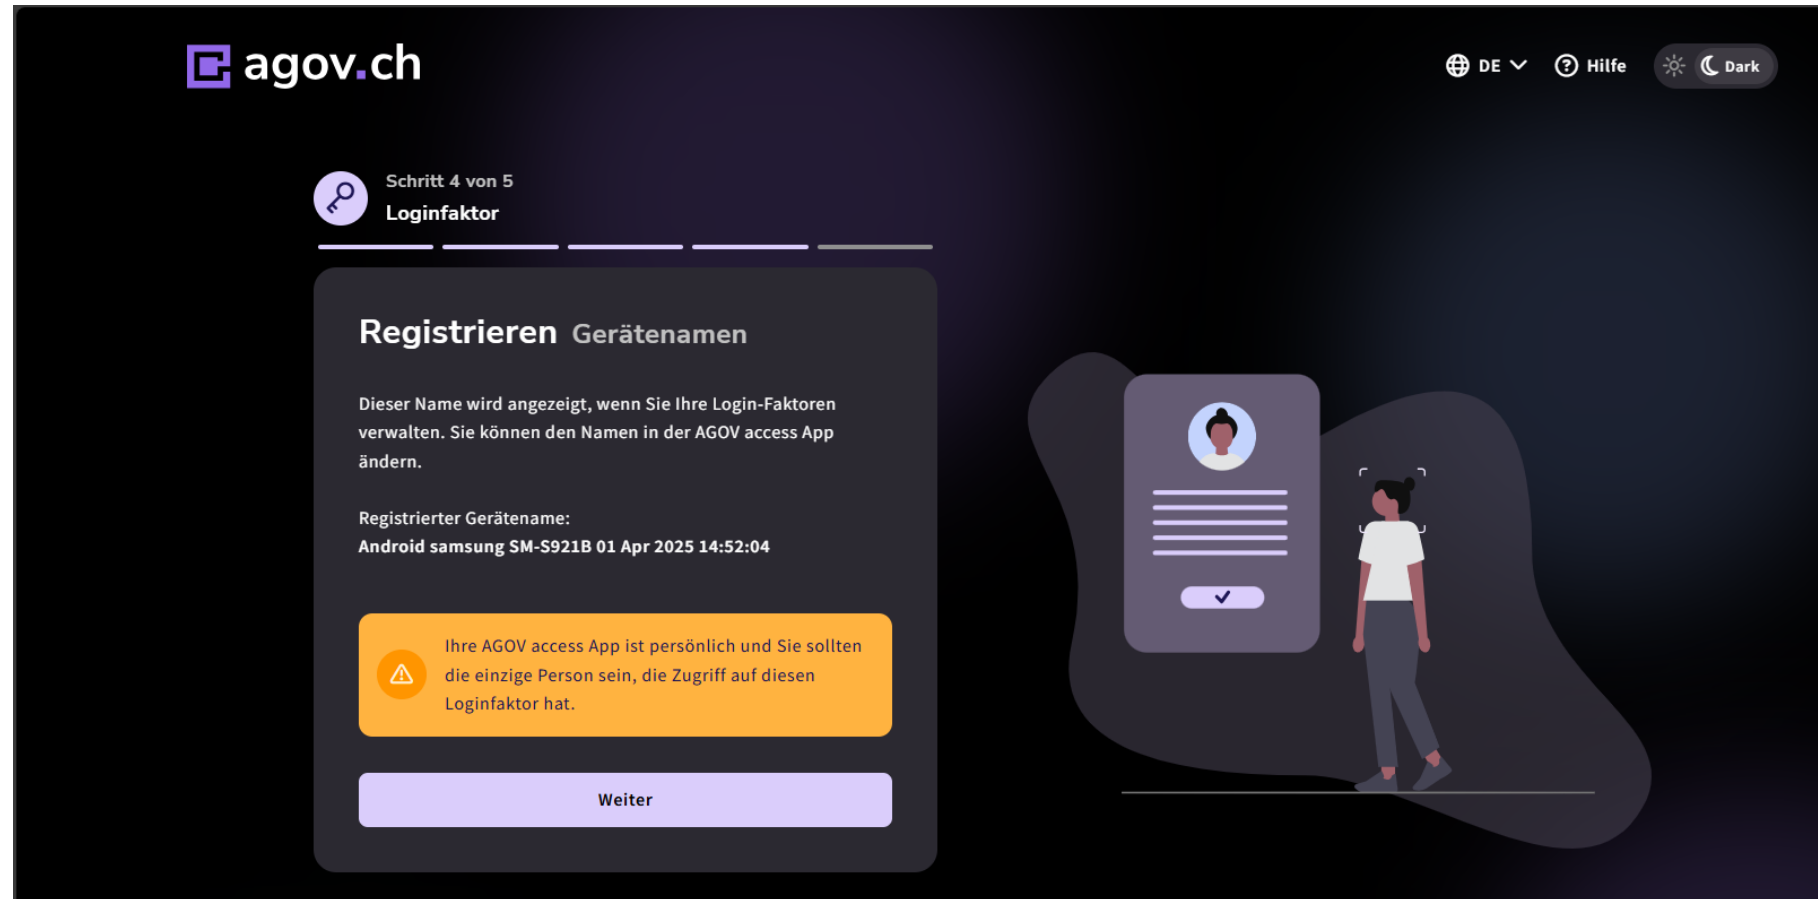 agov.ch
DE
Hilfe
Dark
Schritt 4 von 5
Loginfaktor
Registrieren Gerätenamen
Dieser Name wird angezeigt, wenn Sie Ihre Login-Faktoren
verwalten. Sie können den Namen in der AGOV access App
ändern.
Registrierter Gerätename:
Android samsung SM-S921B 01 Apr 2025 14:52:04
Ihre AGOV access App ist persönlich und Sie sollten
die einzige Person sein, die Zugriff auf diesen
Loginfaktor hat.
Weiter